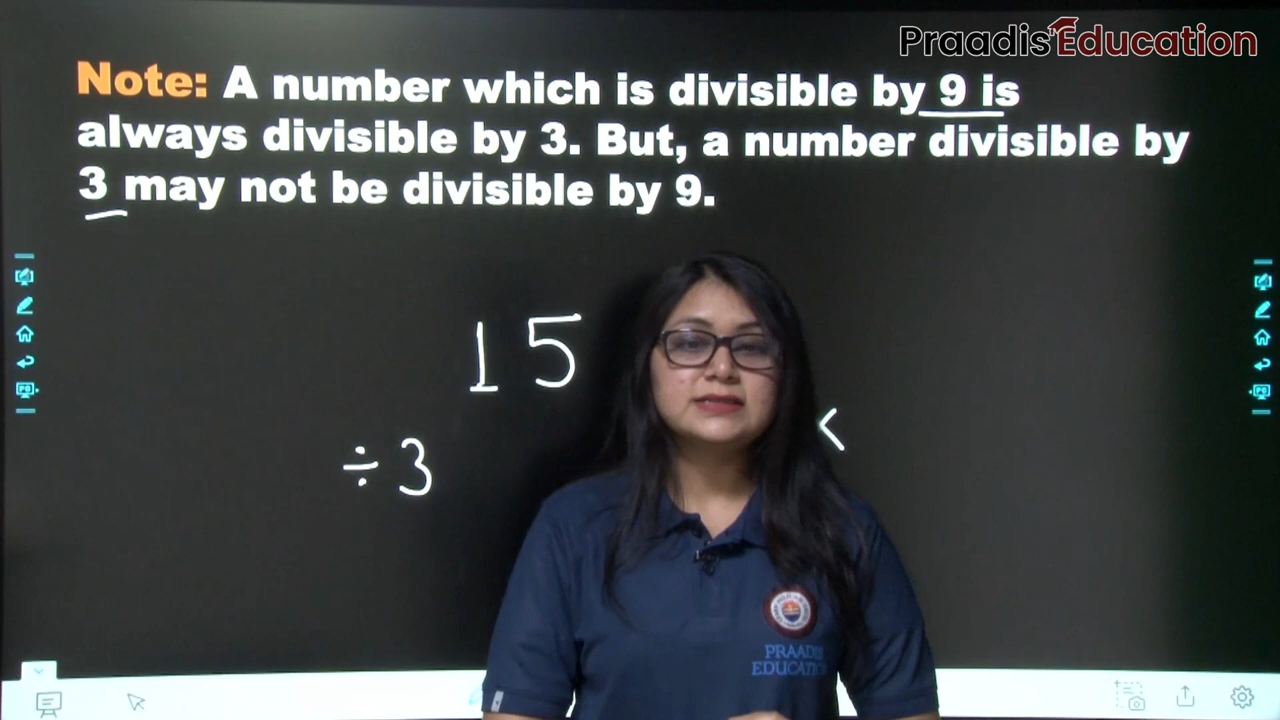 Praadis Education
Note: A number which is divisible by 9 is
always divisible by 3. But, a number divisible by
3 may not be divisible by 9.
15
÷3
PRAADIS
EDUCATION